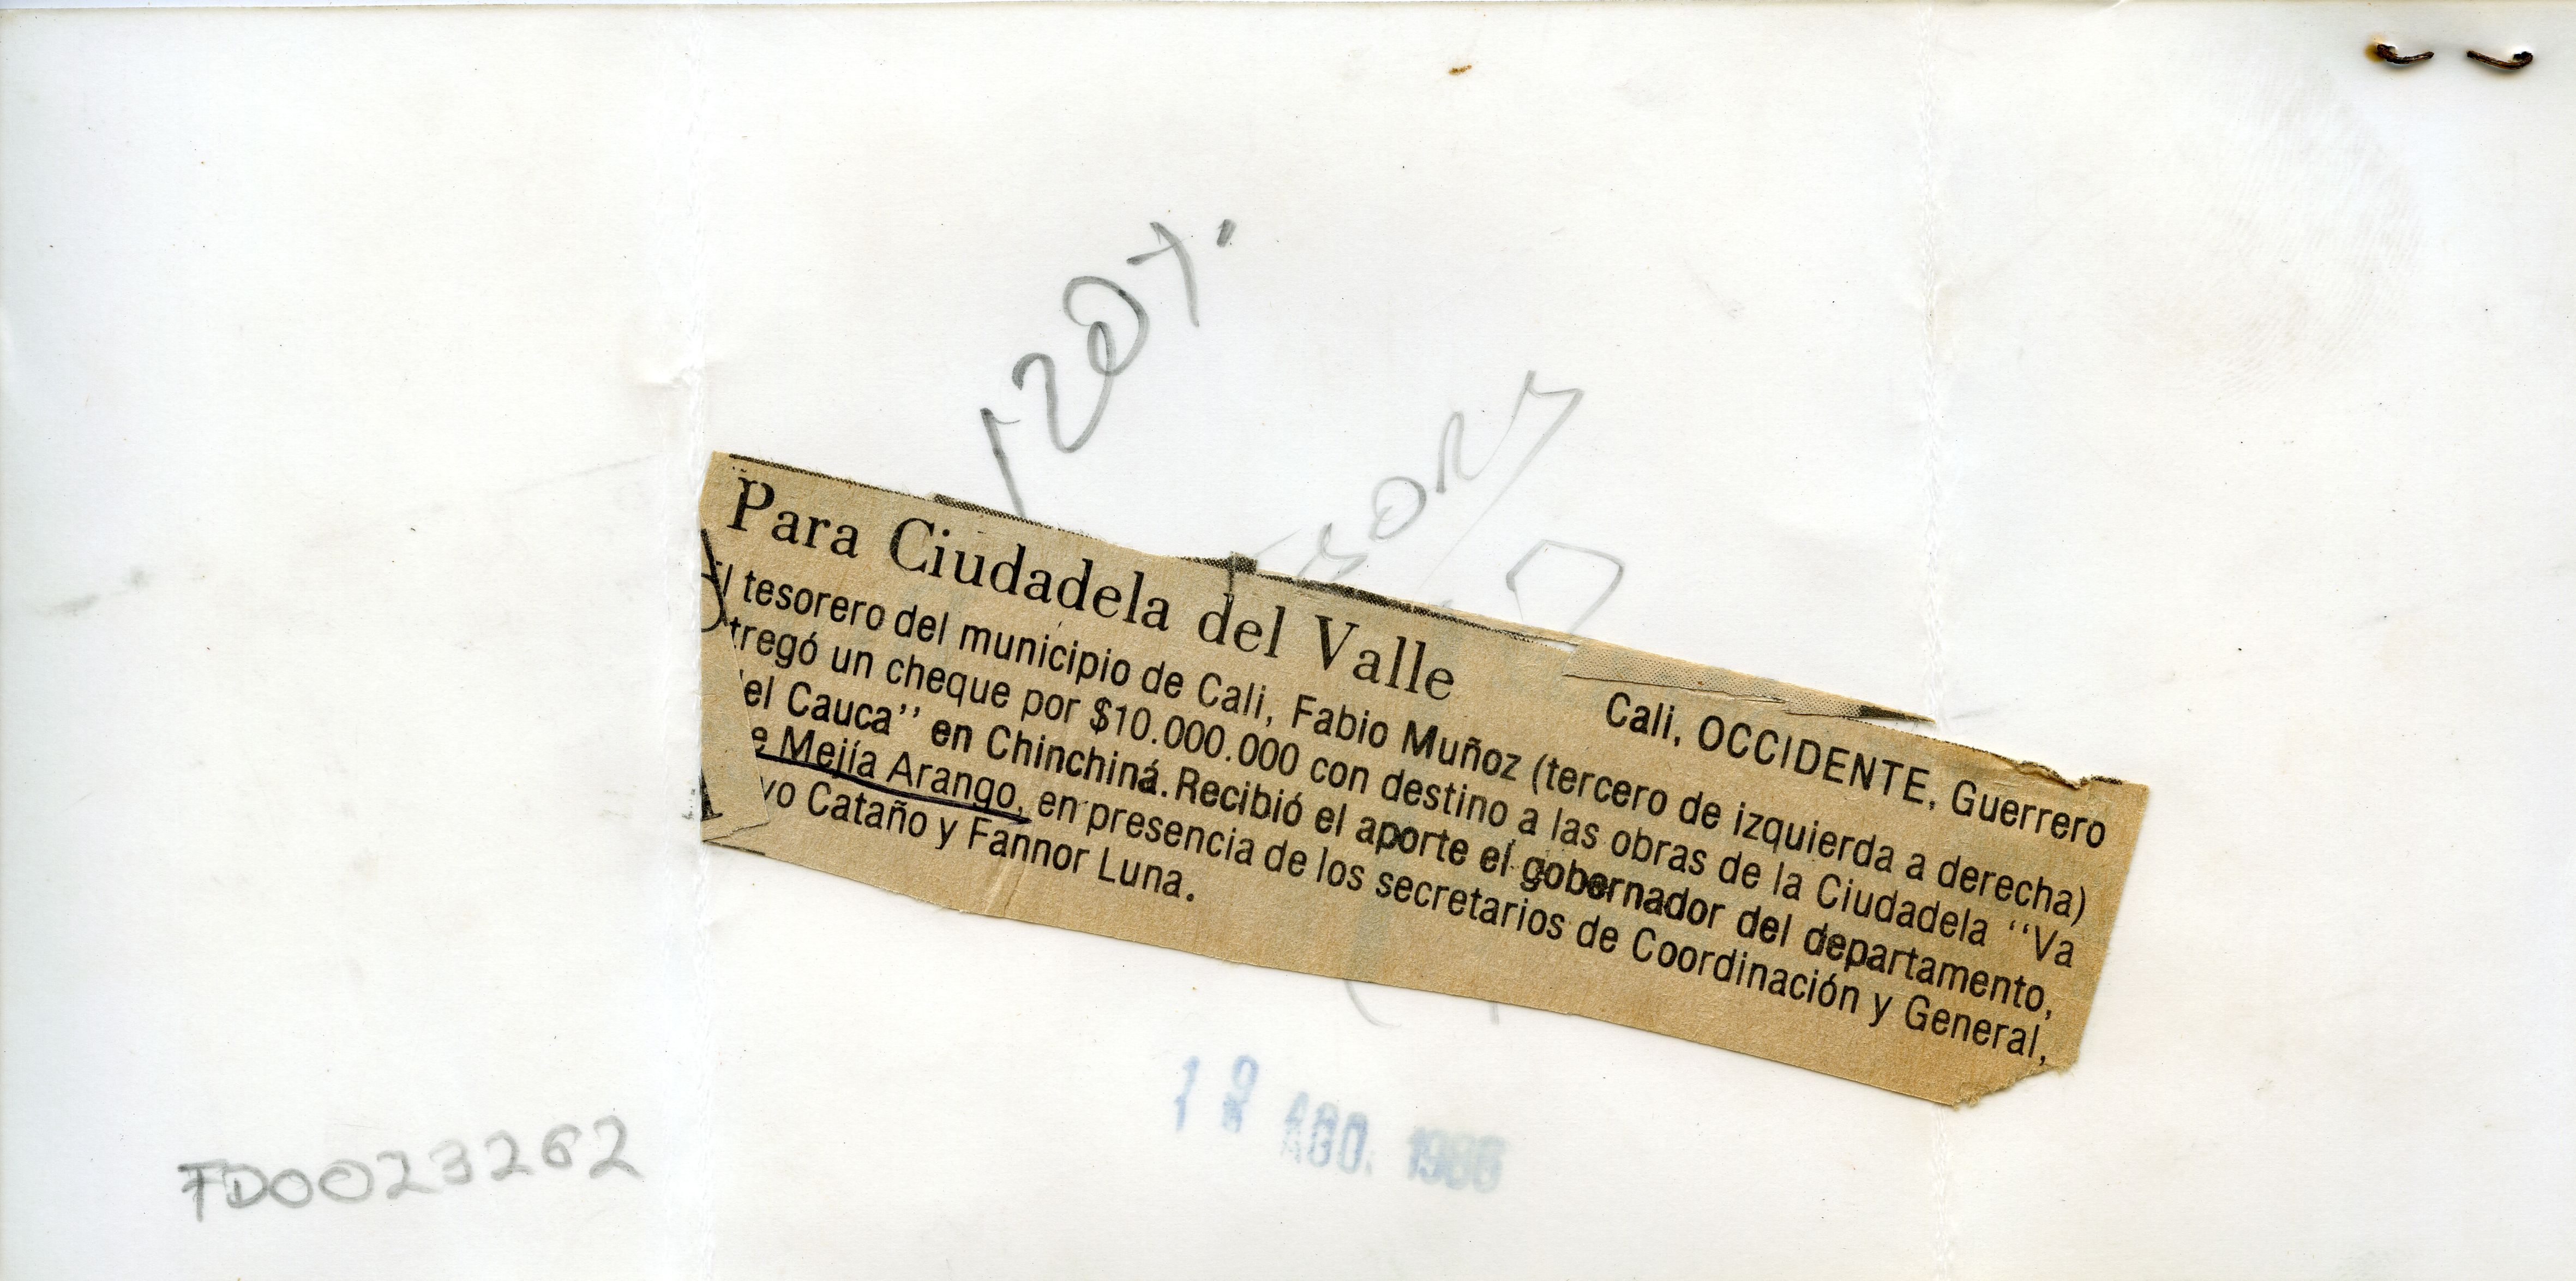 Para Ciudadela del Valle
Cali, OCCIDENTE, Guerrero
El tesorero del municipio de Cali, Fabio Muñoz (tercero de izquierda a derecha)
tregó un cheque por $10.000.000 con destino a las obras de la Ciudadela ‘‘Va
el Cauca’’ en Chinchiná. Recibió el aporte el gobernador del departamento,
e Mejía Arango, en presencia de los secretarios de Coordinación y General,
vo Cataño y Fannor Luna.
AGO.
FD0023262